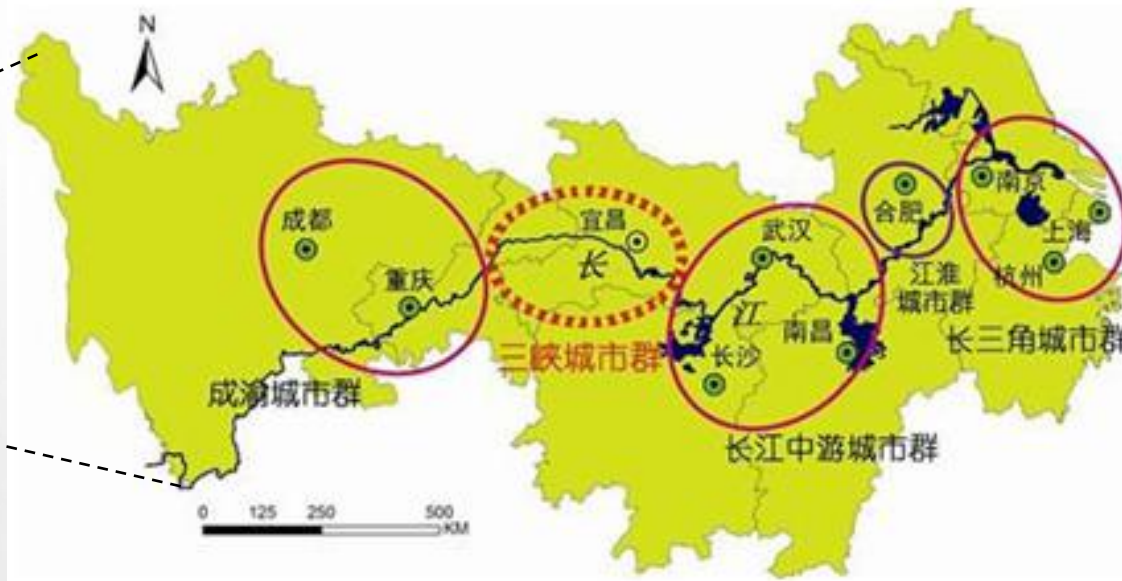 N
成都
重庆
成渝城市群
宜昌
长
江
三峡城市群
武汉
长沙
南昌
长江中游城市群
合肥
江淮
城市群
南京
上海
杭州
长三角城市群
0 125 250 500
KM